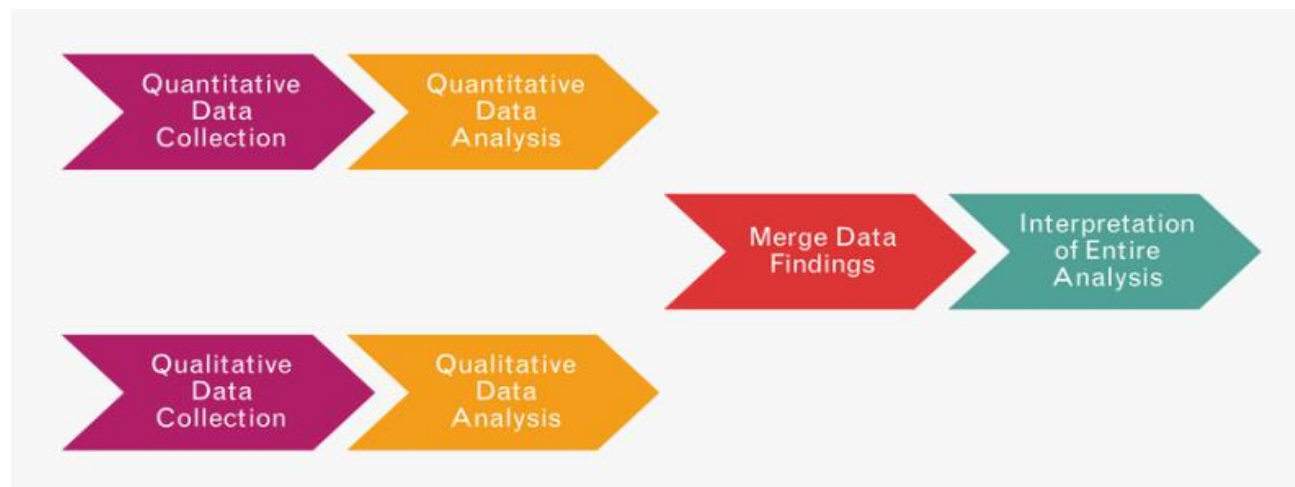 Quantitative
Data
Collection
Quantitative
Data
Analysis
Merge Data
Findings
Interpretation
of Entire
Analysis
Qualitative
Data
Collection
Qualitative
Data
Analysis